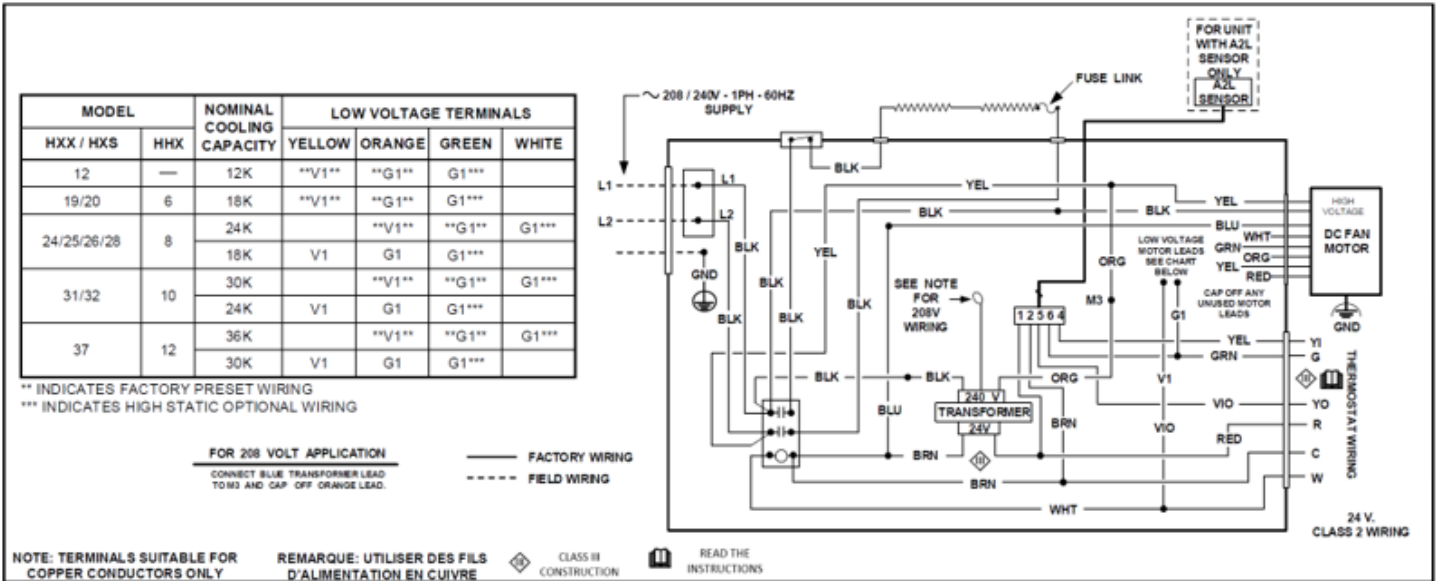 MODEL
NOMINAL COOLING CAPACITY
LOW VOLTAGE TERMINALS
HXX / HXS HHX YELLOW ORANGE GREEN WHITE
12 — 12K **V1** **G1** G1***
19/20 6 18K **V1** **G1** G1***
24/25/26/28 8 24K **V1** **G1** G1***
18K V1 G1 G1***
31/32 10 30K **V1** **G1** G1***
24K V1 G1 G1***
37 12 36K **V1** **G1** G1***
30K V1 G1 G1***
** INDICATES FACTORY PRESET WIRING
*** INDICATES HIGH STATIC OPTIONAL WIRING
FOR 208 VOLT APPLICATION
CONNECT BLUE TRANSFORMER LEAD
TO M3 AND CAP OFF ORANGE LEAD.
FACTORY WIRING
FIELD WIRING
NOTE: TERMINALS SUITABLE FOR
COPPER CONDUCTORS ONLY
REMARQUE: UTILISER DES FILS
D'ALIMENTATION EN CUIVRE
III
CLASS III
CONSTRUCTION
READ THE
INSTRUCTIONS
208 / 240V - 1PH - 60HZ
SUPPLY
FUSE LINK
FOR UNIT
WITH A2L
SENSOR
ONLY
A2L
SENSOR
L1
L1
L2
L2
GND
BLK
BLK
YEL
BLK
BLK
YEL
BLK
BLK
BLK
BLK
BLK
YEL
BLU
WHT
GRN
ORG
YEL
RED
HIGH
VOLTAGE
DC FAN
MOTOR
GND
LOW VOLTAGE
MOTOR LEADS
SEE CHART
BELOW
CAP OFF ANY
UNUSED MOTOR
LEADS
ORG
M3
G1
SEE NOTE
FOR
208V
WIRING
1 2 5 6 4
BLK
BLK
ORG
240 V
TRANSFORMER
24V
III
BLU
BRN
BRN
BRN
V1
VIO
WHT
YEL
GRN
VIO
RED
YI
G
YO
R
C
W
III
THERMOSTAT WIRING
24 V.
CLASS 2 WIRING